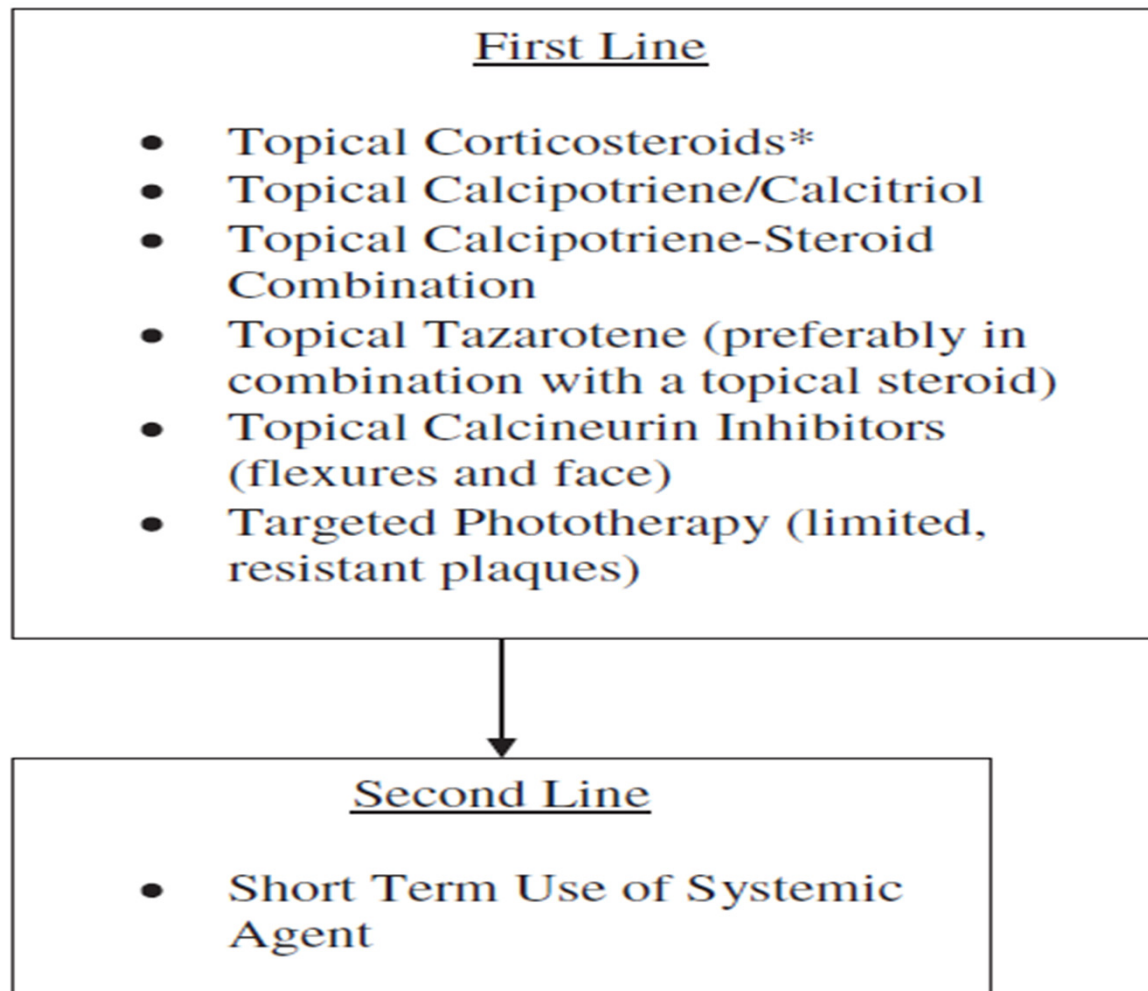 First Line
• Topical Corticosteroids*
• Topical Calcipotriene/Calcitriol
• Topical Calcipotriene-Steroid
Combination
• Topical Tazarotene (preferably in
combination with a topical steroid)
• Topical Calcineurin Inhibitors
(flexures and face)
• Targeted Phototherapy (limited,
resistant plaques)
Second Line
• Short Term Use of Systemic
Agent